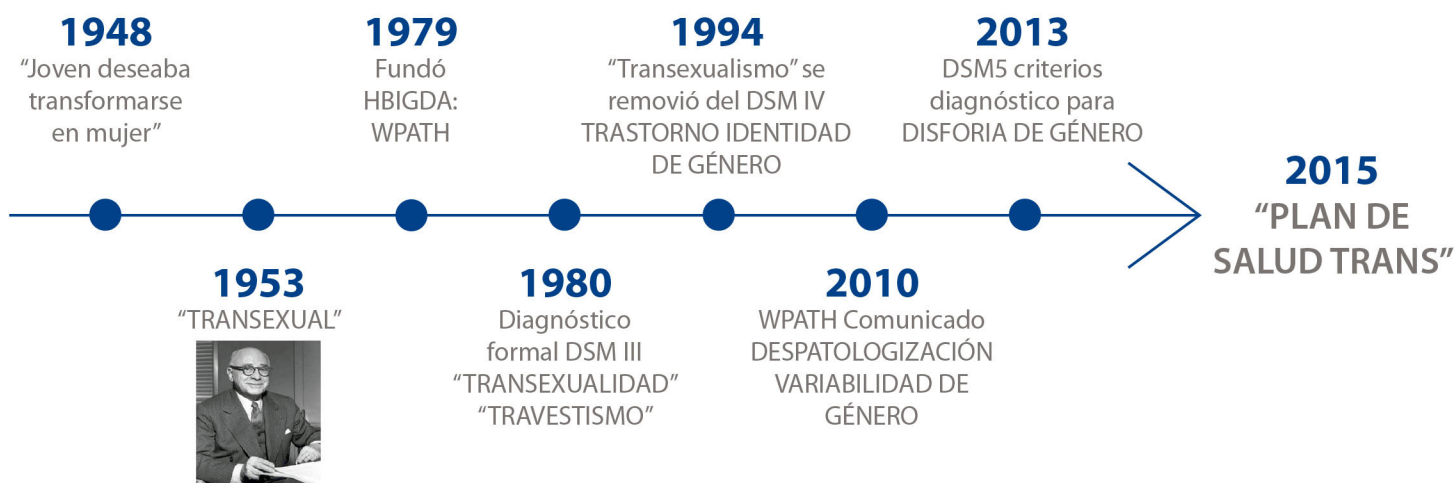 1948
“Joven deseaba
transformarse
en mujer”
1953
“TRANSEXUAL”
1979
Fundó
HBIGDA:
WPATH
1980
Diagnóstico
formal DSM III
“TRANSEXUALIDAD”
“TRAVESTISMO”
1994
“Transexualismo” se
removió del DSM IV
TRASTORNO IDENTIDAD
DE GÉNERO
2010
WPATH Comunicado
DESPATOLOGIZACIÓN
VARIABILIDAD DE
GÉNERO
2013
DSM5 criterios
diagnóstico para
DISFORIA DE GÉNERO
2015
“PLAN DE
SALUD TRANS”